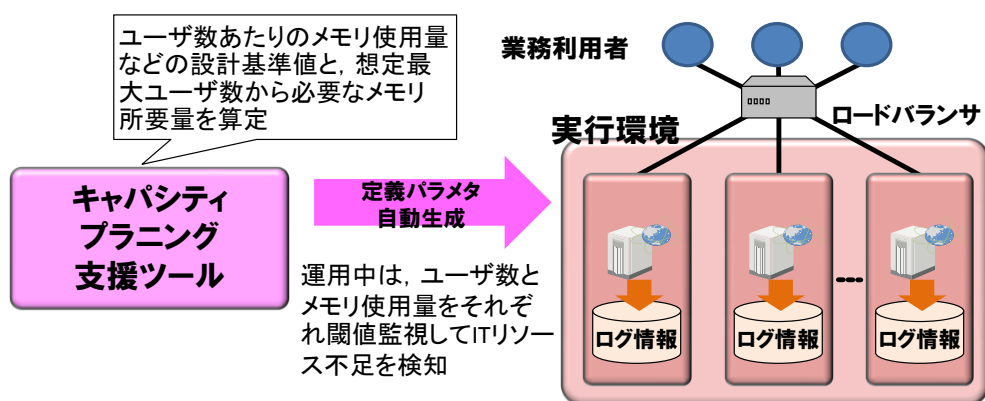 ユーザ数あたりのメモリ使用量
などの設計基準値と，想定最
大ユーザ数から必要なメモリ
所要量を算定
業務利用者
ロードバランサ
実行環境
キャパシティ
プラニング
支援ツール
定義パラメタ
自動生成
運用中は，ユーザ数と
メモリ使用量をそれぞ
れ閾値監視してITリソー
ス不足を検知
ログ情報
ログ情報
ログ情報